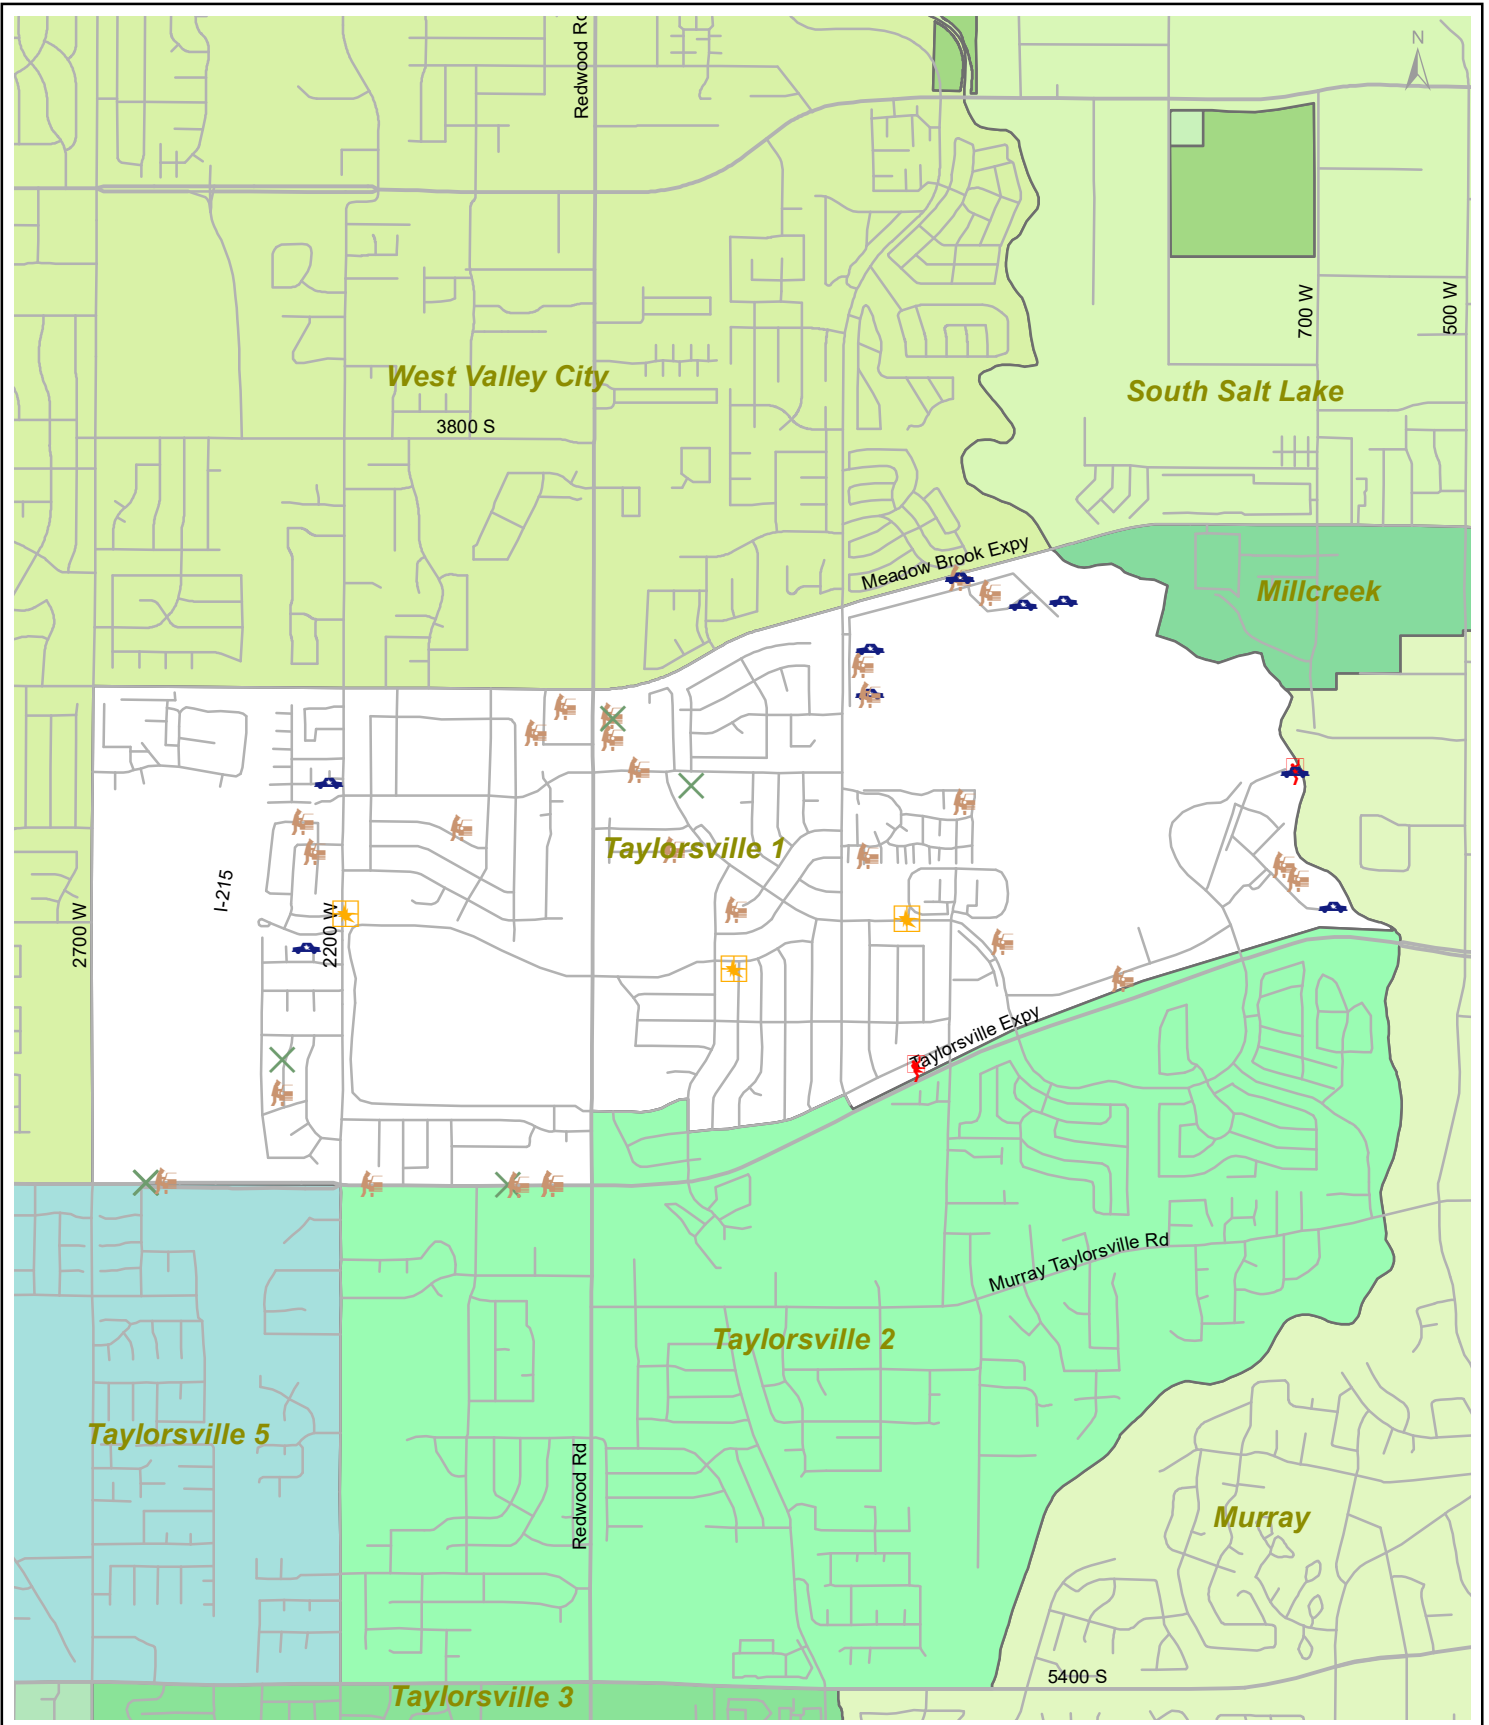 Redwood Rd
N
700 W
500 W
West Valley City
South Salt Lake
3800 S
Meadow Brook Expy
Millcreek
Taylorsville 1
I-215
2700 W
2200 W
Taylorsville Expy
Murray Taylorsville Rd
Taylorsville 2
Taylorsville 5
Redwood Rd
Murray
5400 S
Taylorsville 3